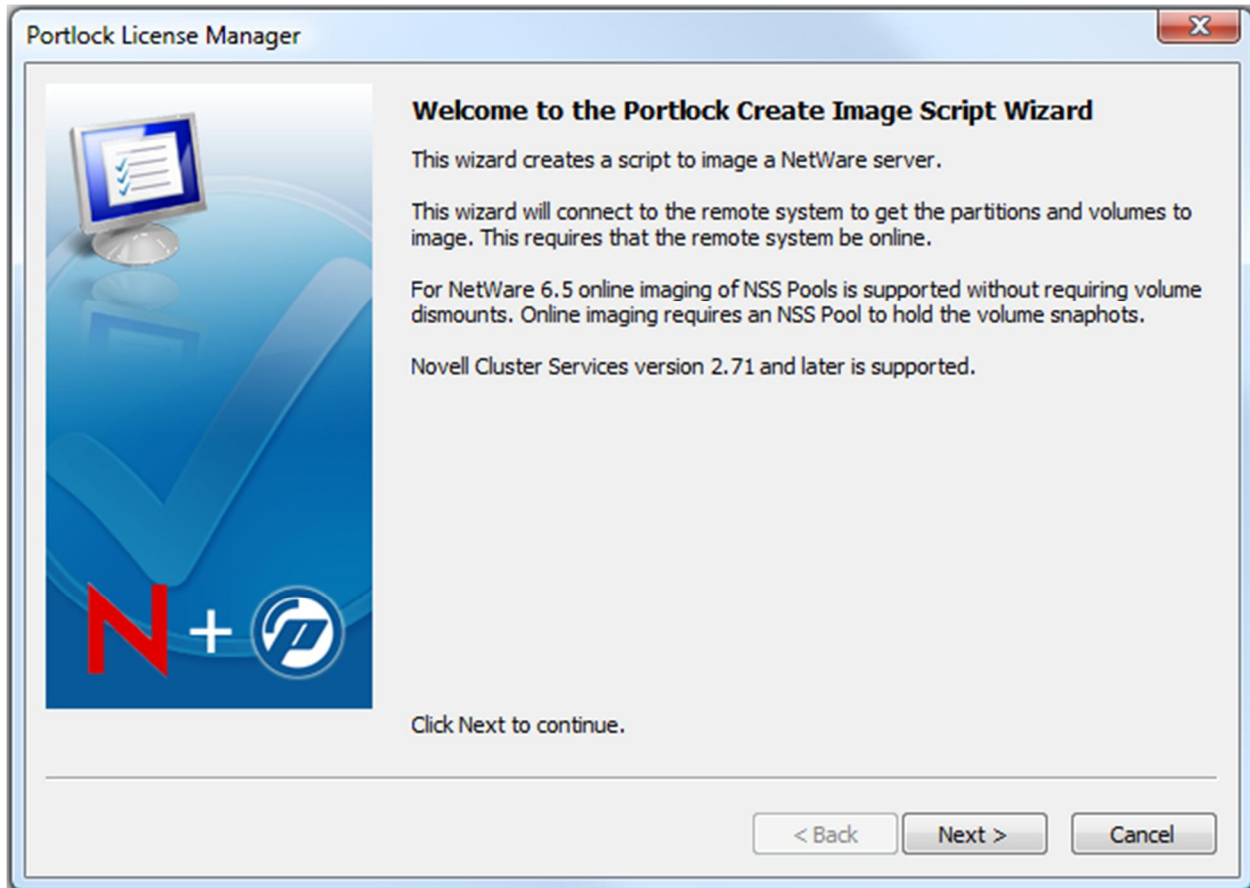 Portlock License Manager
Welcome to the Portlock Create Image Script Wizard
This wizard creates a script to image a NetWare server.
This wizard will connect to the remote system to get the partitions and volumes to
image. This requires that the remote system be online.
For NetWare 6.5 online imaging of NSS Pools is supported without requiring volume
dismounts. Online imaging requires an NSS Pool to hold the volume snaphots.
Novell Cluster Services version 2.71 and later is supported.
N+
Click Next to continue.
< Back
Next >
Cancel